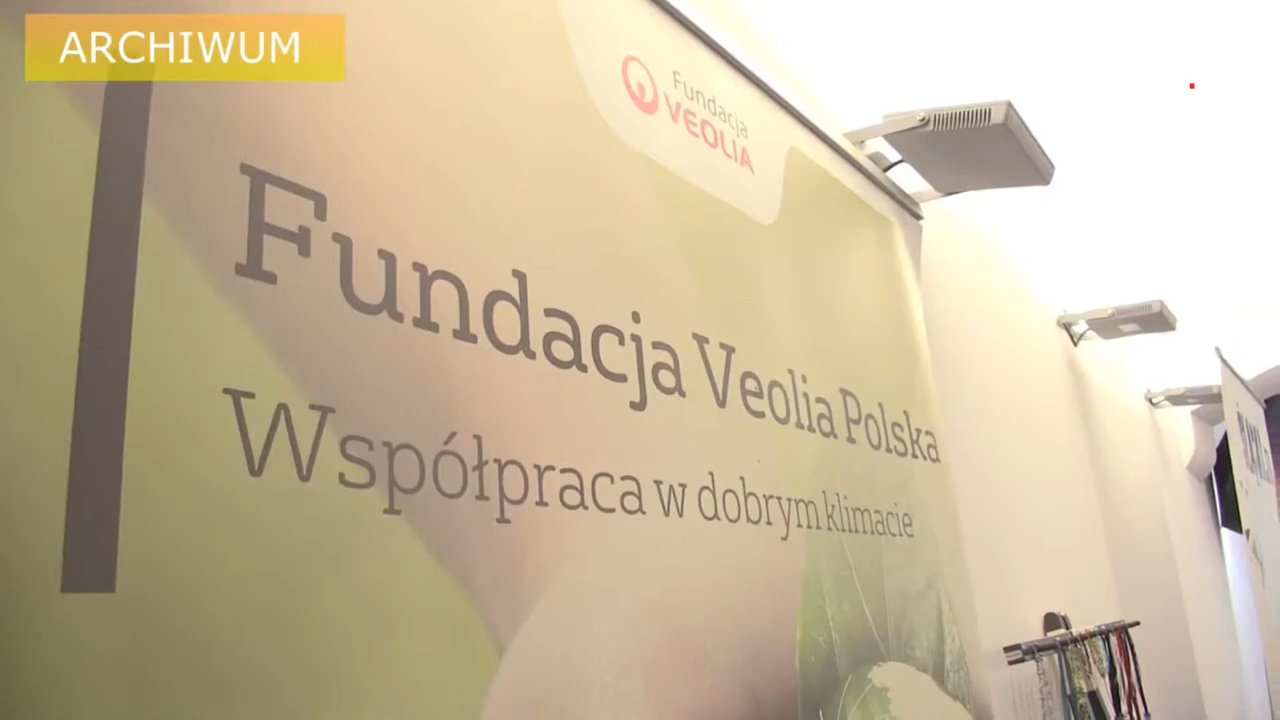 ARCHIWUM
Fundacja
VEOLIA
Fundacja Veolia Polska
Współpraca w dobrym klimacie